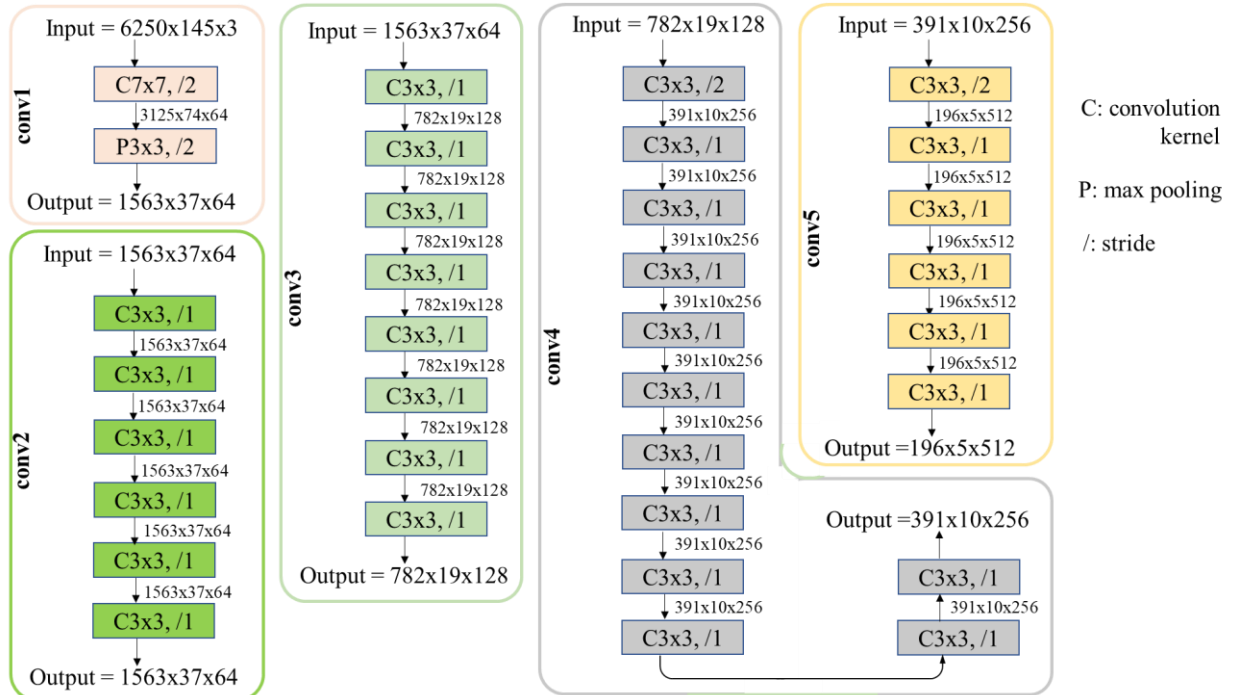 conv1
Input = 6250x145x3
C7x7, /2
3125x74x64
P3x3, /2
Output = 1563x37x64
conv2
Input = 1563x37x64
C3x3, /1
1563x37x64
C3x3, /1
1563x37x64
C3x3, /1
1563x37x64
C3x3, /1
1563x37x64
C3x3, /1
1563x37x64
C3x3, /1
Output = 1563x37x64
conv3
Input = 1563x37x64
C3x3, /1
782x19x128
C3x3, /1
782x19x128
C3x3, /1
782x19x128
C3x3, /1
782x19x128
C3x3, /1
782x19x128
C3x3, /1
782x19x128
C3x3, /1
782x19x128
C3x3, /1
Output = 782x19x128
conv4
Input = 782x19x128
C3x3, /2
391x10x256
C3x3, /1
391x10x256
C3x3, /1
391x10x256
C3x3, /1
391x10x256
C3x3, /1
391x10x256
C3x3, /1
391x10x256
C3x3, /1
391x10x256
C3x3, /1
391x10x256
C3x3, /1
391x10x256
C3x3, /1
C3x3, /1
391x10x256
C3x3, /1
Output =391x10x256
conv5
Input = 391x10x256
C3x3, /2
196x5x512
C3x3, /1
196x5x512
C3x3, /1
196x5x512
C3x3, /1
196x5x512
C3x3, /1
196x5x512
C3x3, /1
Output =196x5x512
C: convolution
kernel
P: max pooling
/: stride